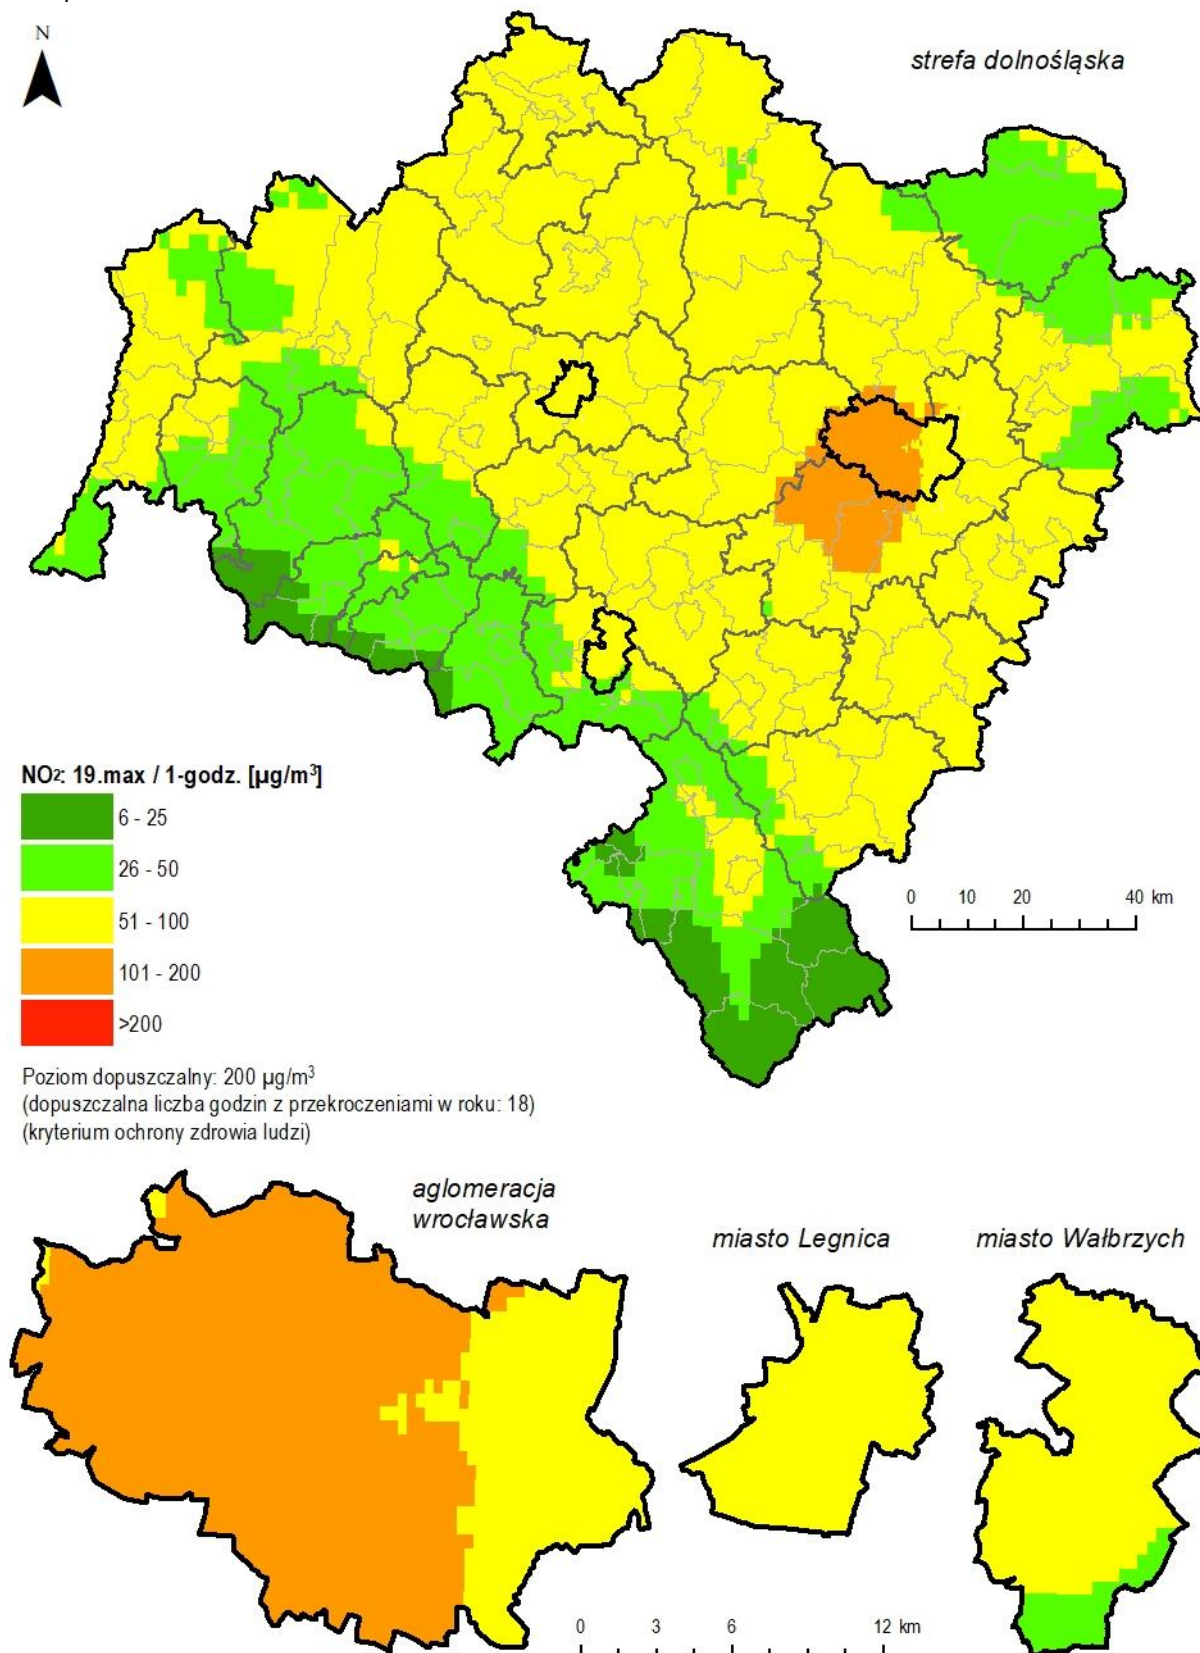 N
strefa dolnośląska
NO2: 19.max / 1-godz. [µg/m³]
6 - 25
26 - 50
51 - 100
101 - 200
>200
0 10 20 40 km
Poziom dopuszczalny: 200 µg/m³
(dopuszczalna liczba godzin z przekroczeniami w roku: 18)
(kryterium ochrony zdrowia ludzi)
aglomeracja
wrocławska
miasto Legnica
miasto Wałbrzych
0 3 6 12 km